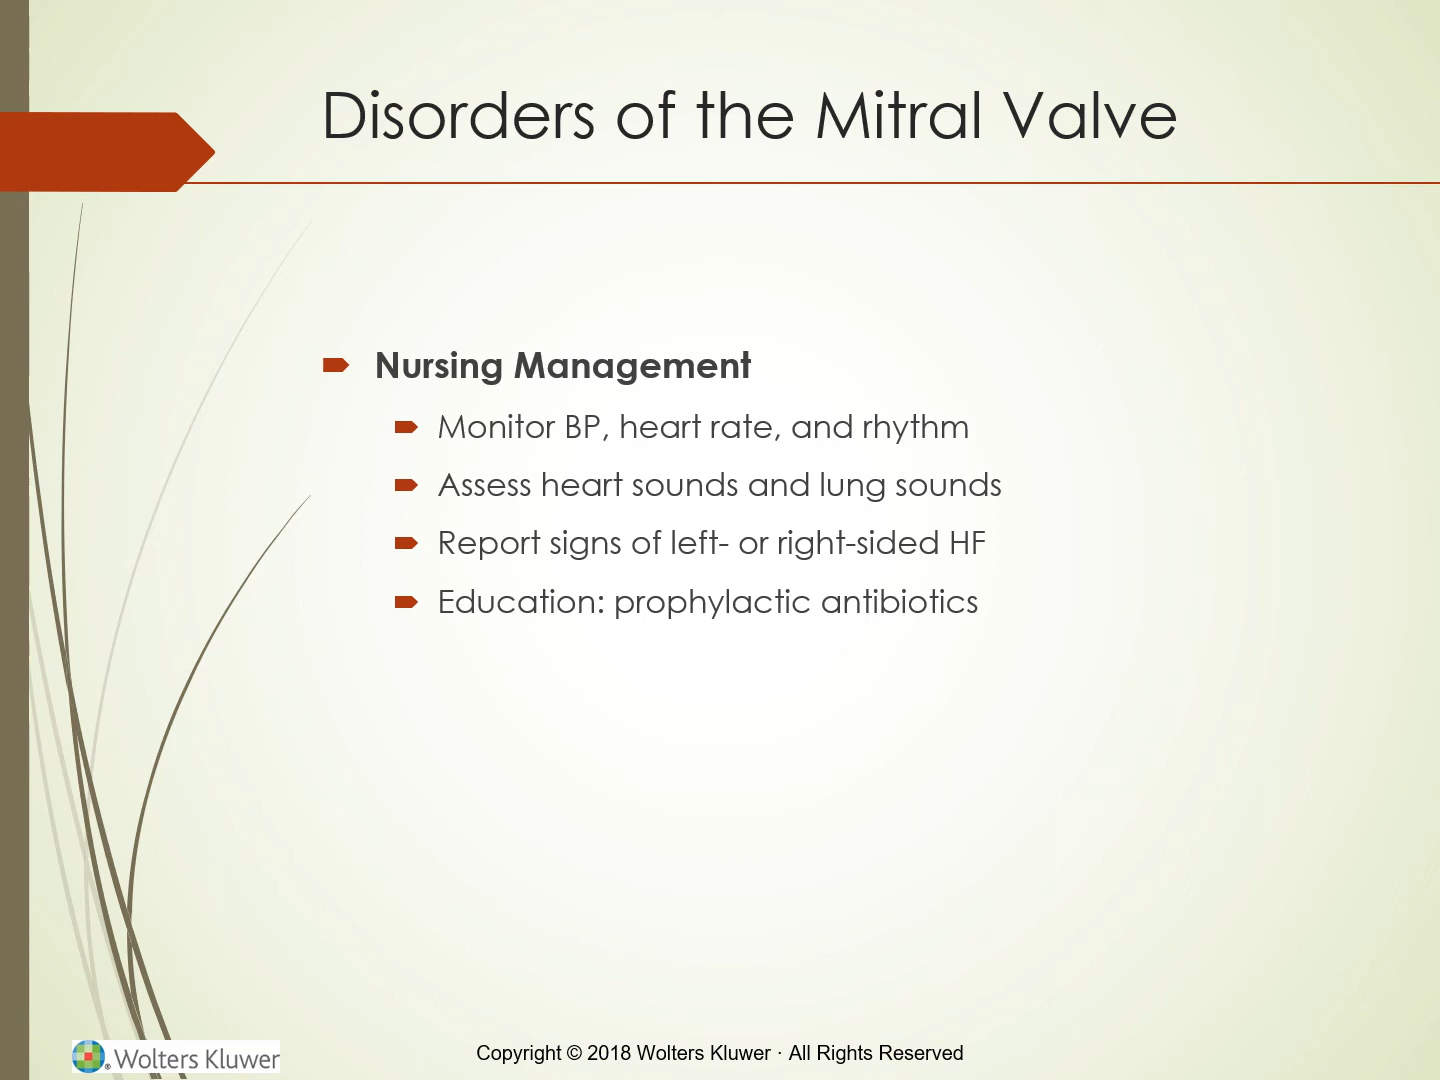 Disorders of the Mitral Valve
Nursing Management
Monitor BP, heart rate, and rhythm
Assess heart sounds and lung sounds
Report signs of left- or right-sided HF
Education: prophylactic antibiotics
® Wolters Kluwer
Copyright © 2018 Wolters Kluwer · All Rights Reserved